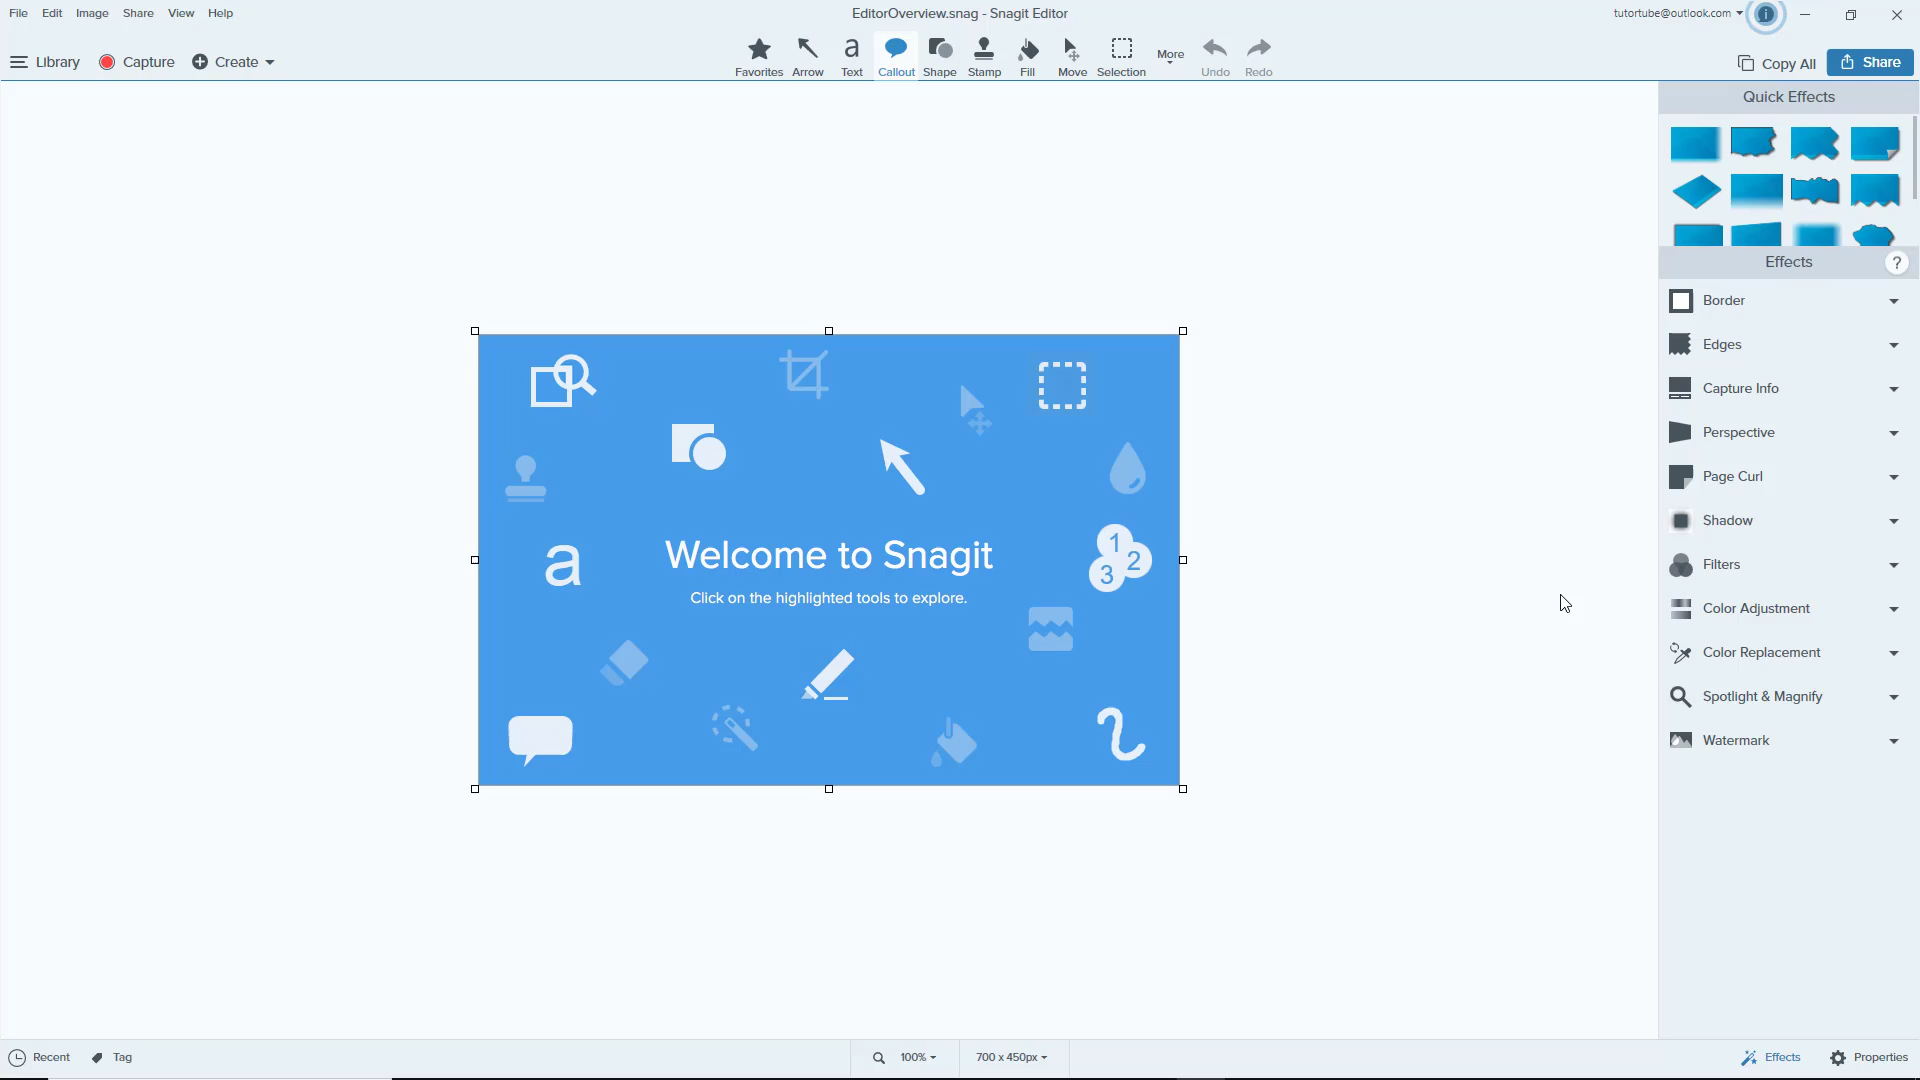 File Edit Image Share View Help
EditorOverview.snag - Snagit Editor
tutortube@outlook.com
Library Capture Create
Favorites Arrow Text Callout Shape Stamp Fill Move Selection More Undo Redo
Copy All Share
Quick Effects
Effects ?
Border
Edges
Capture Info
Perspective
Page Curl
Shadow
Filters
Color Adjustment
Color Replacement
Spotlight & Magnify
Watermark
a
Welcome to Snagit
Click on the highlighted tools to explore.
1
2
3
Recent Tag
100% 700 x 450px
Effects Properties